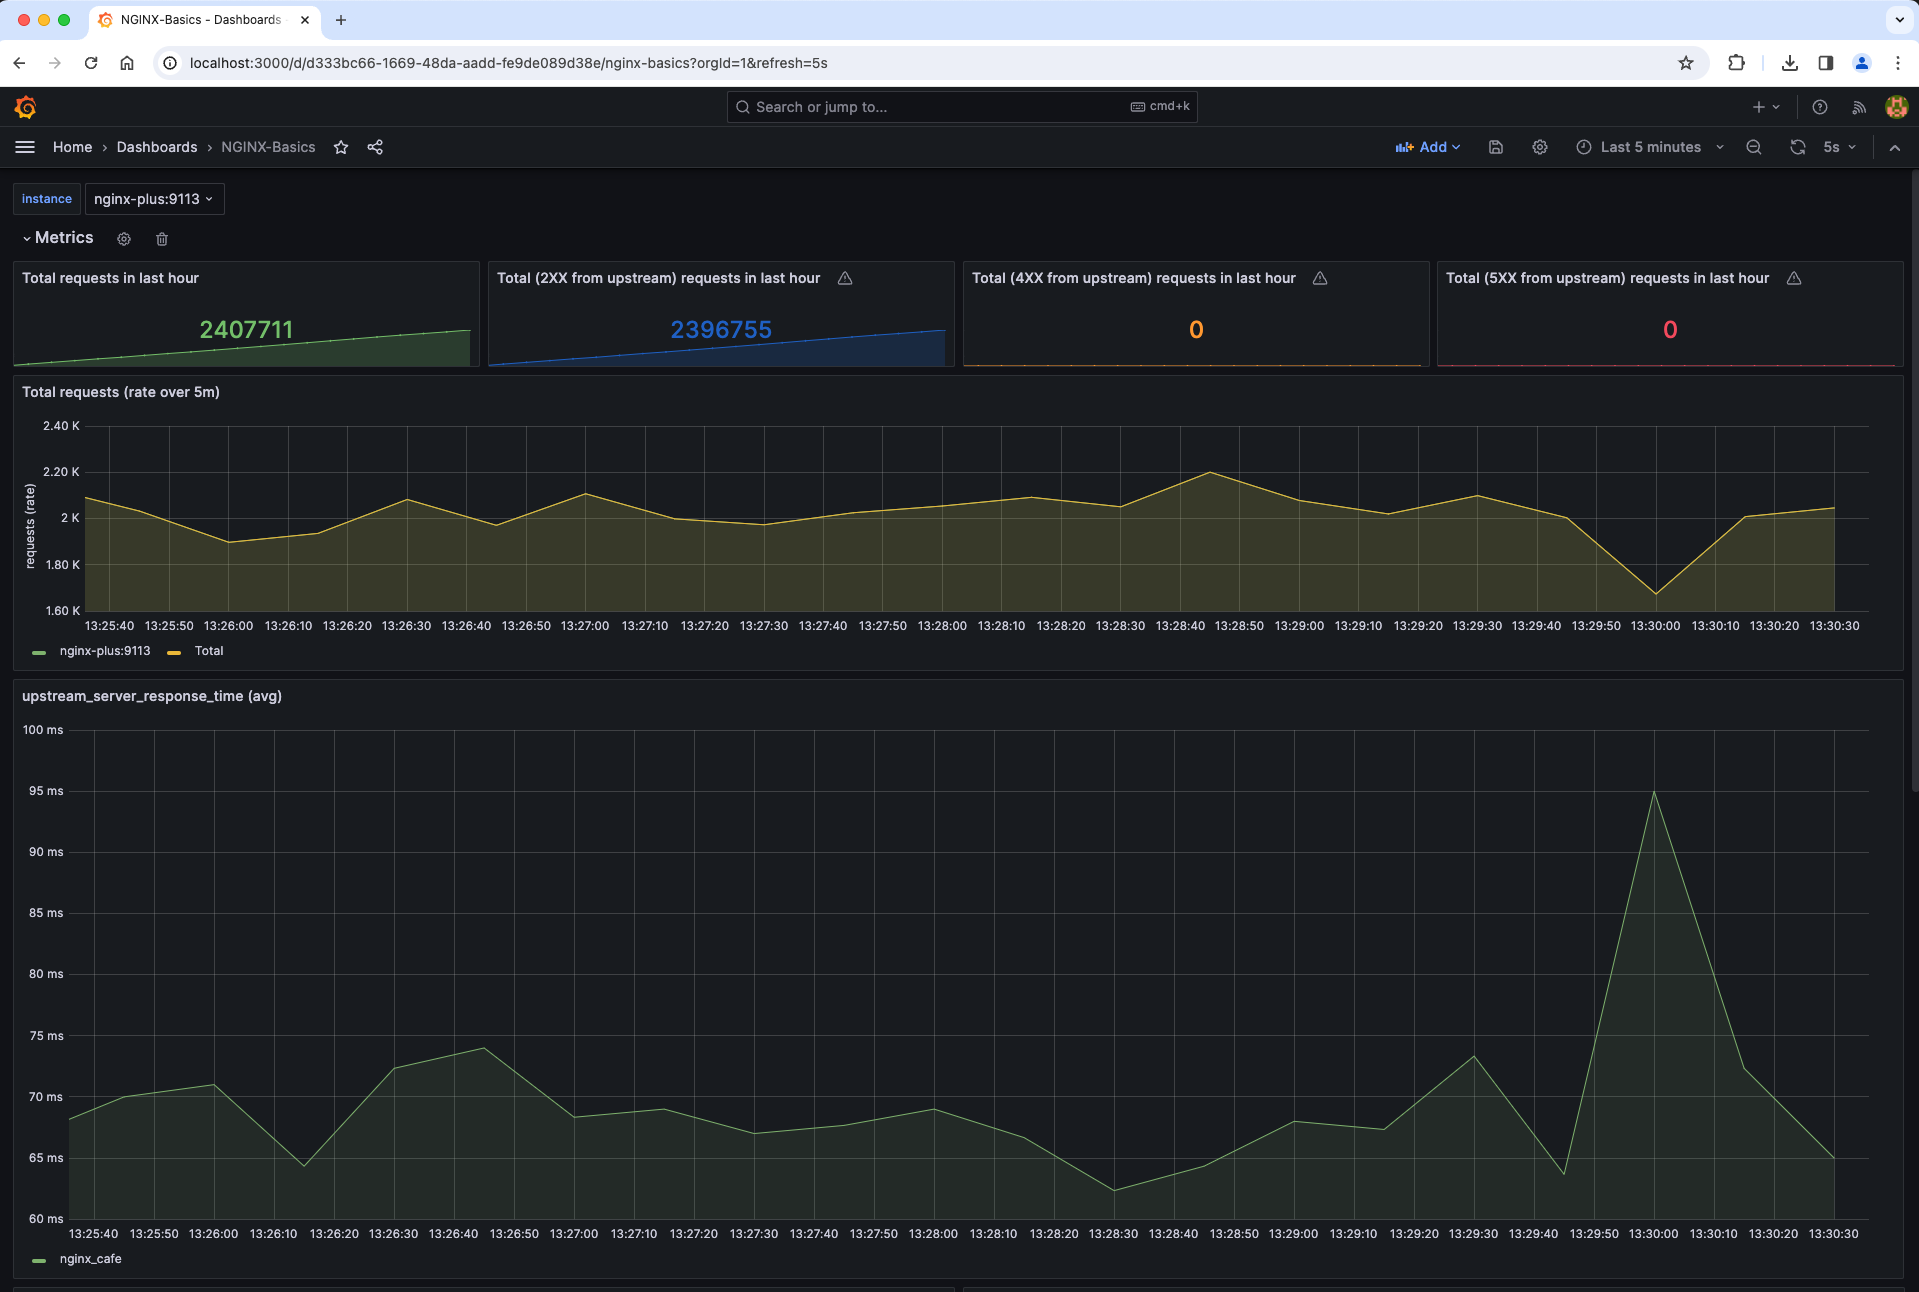 NGINX-Basics - Dashboards
localhost:3000/d/d333bc66-1669-48da-aadd-fe9de089d38e/nginx-basics?orgId=1&refresh=5s
Search or jump to...
cmd+k
Home › Dashboards › NGINX-Basics
Add
Last 5 minutes
5s
instance
nginx-plus:9113
Metrics
Total requests in last hour
2407711
Total (2XX from upstream) requests in last hour
2396755
Total (4XX from upstream) requests in last hour
0
Total (5XX from upstream) requests in last hour
0
Total requests (rate over 5m)
requests (rate)
2.40 K
2.20 K
2 K
1.80 K
1.60 K
13:25:40 13:25:50 13:26:00 13:26:10 13:26:20 13:26:30 13:26:40 13:26:50 13:27:00 13:27:10 13:27:20 13:27:30 13:27:40 13:27:50 13:28:00 13:28:10 13:28:20 13:28:30 13:28:40 13:28:50 13:29:00 13:29:10 13:29:20 13:29:30 13:29:40 13:29:50 13:30:00 13:30:10 13:30:20 13:30:30
nginx-plus:9113 Total
upstream_server_response_time (avg)
100 ms
95 ms
90 ms
85 ms
80 ms
75 ms
70 ms
65 ms
60 ms
13:25:40 13:25:50 13:26:00 13:26:10 13:26:20 13:26:30 13:26:40 13:26:50 13:27:00 13:27:10 13:27:20 13:27:30 13:27:40 13:27:50 13:28:00 13:28:10 13:28:20 13:28:30 13:28:40 13:28:50 13:29:00 13:29:10 13:29:20 13:29:30 13:29:40 13:29:50 13:30:00 13:30:10 13:30:20 13:30:30
nginx_cafe